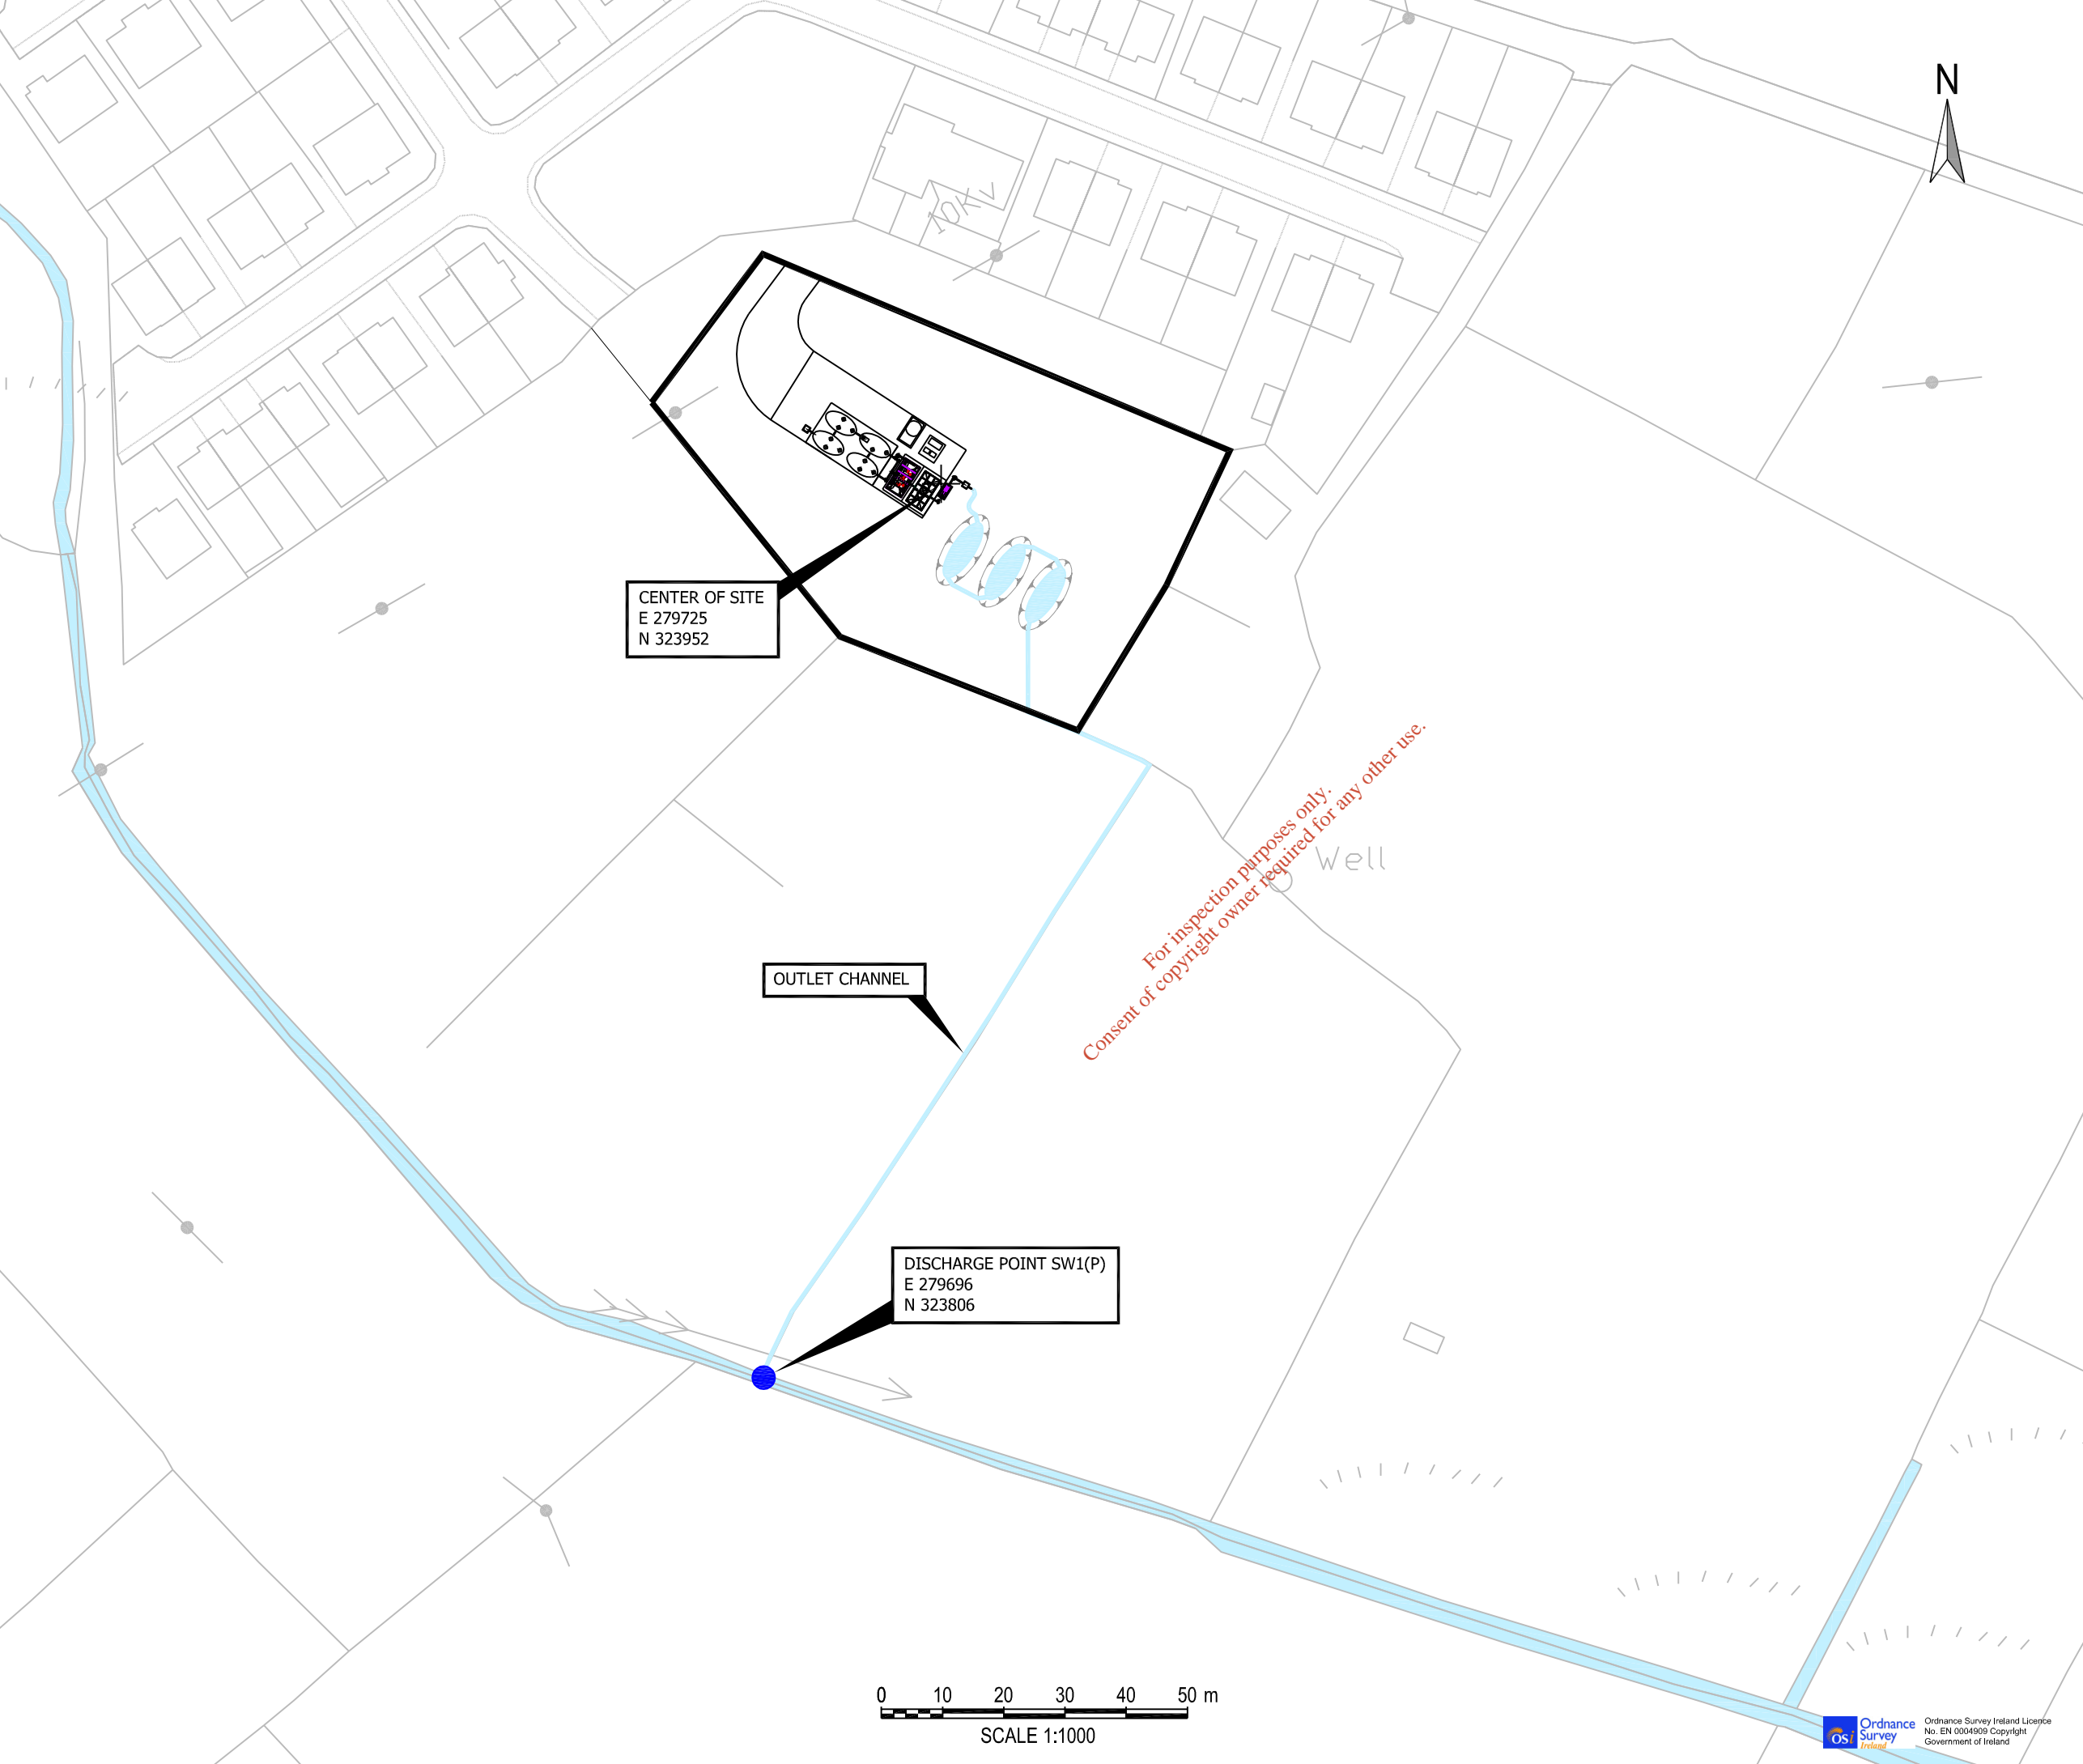 N
10kV
CENTER OF SITE
E 279725
N 323952
For inspection purposes only.
Consent of copyright owner required for any other use.
Well
OUTLET CHANNEL
DISCHARGE POINT SW1(P)
E 279696
N 323806
0 10 20 30 40 50 m
SCALE 1:1000
osi
Ordnance
Survey
Ireland
Ordnance Survey Ireland Licence
No. EN 0004909 Copyright
Government of Ireland